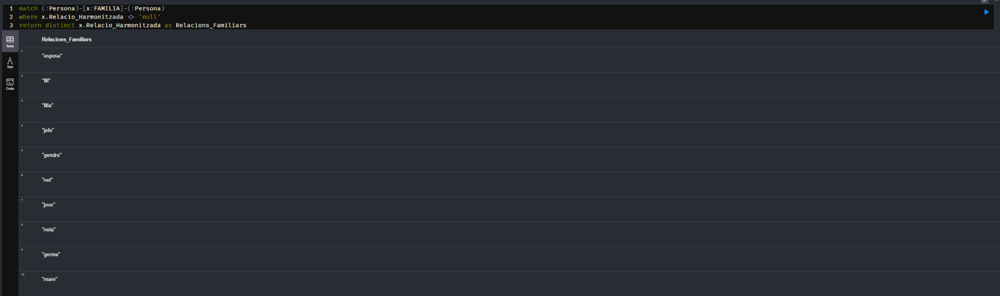 1 match (:Persona)-[x:FAMILIA]-(:Persona)
2 where x.Relacio_Harmonitzada <> 'null'
3 return distinct x.Relacio_Harmonitzada as Relacions_Familiars
Table
Text
Code
Relacions_Familiars
1 "esposa"
2 "fill"
3 "filla"
4 "jefe"
5 "gendre"
6 "net"
7 "jove"
8 "neta"
9 "germa"
10 "mare"